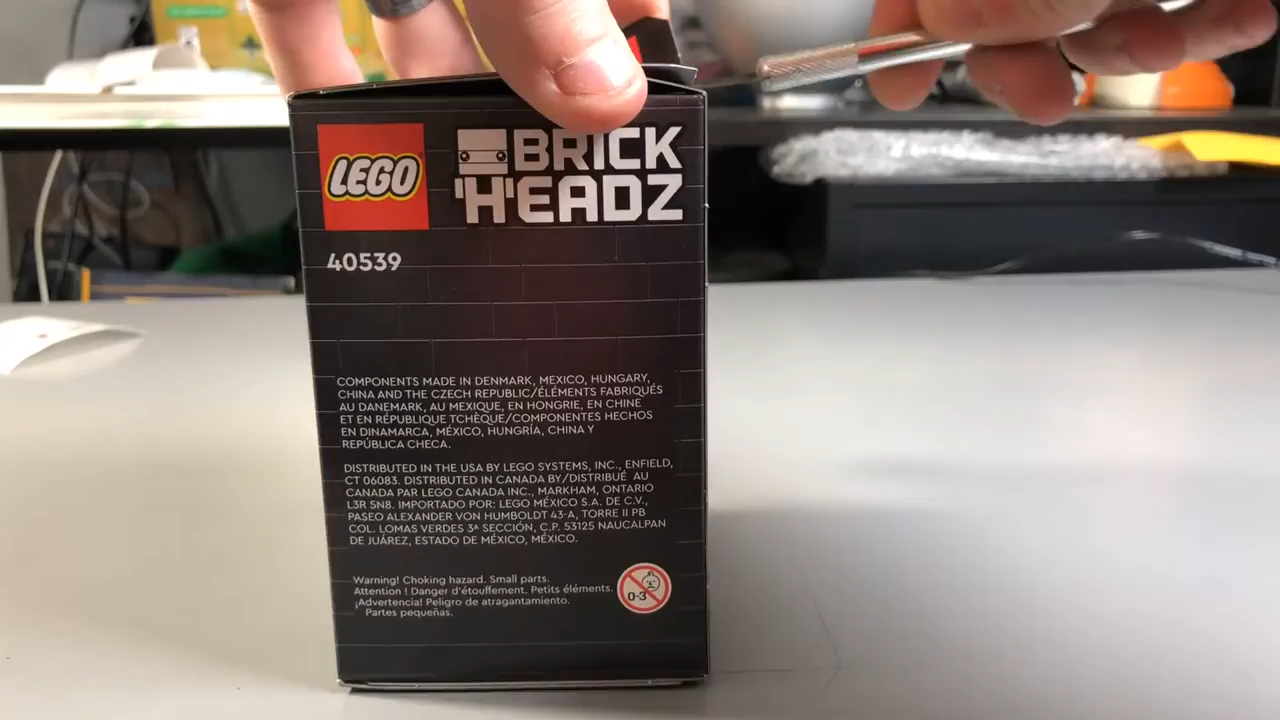 LEGO
BRICK
'H'EADZ
40539
COMPONENTS MADE IN DENMARK, MEXICO, HUNGARY,
CHINA AND THE CZECH REPUBLIC/ÉLÉMENTS FABRIQUÉS
AU DANEMARK, AU MEXIQUE, EN HONGRIE, EN CHINE
ET EN RÉPUBLIQUE TCHÈQUE/COMPONENTES HECHOS
EN DINAMARCA, MÉXICO, HUNGRÍA, CHINA Y
REPÚBLICA CHECA.
DISTRIBUTED IN THE USA BY LEGO SYSTEMS, INC., ENFIELD,
CT 06083. DISTRIBUTED IN CANADA BY/DISTRIBUÉ AU
CANADA PAR LEGO CANADA INC., MARKHAM, ONTARIO
L3R 5N8. IMPORTADO POR: LEGO MÉXICO S.A. DE C.V.,
PASEO ALEXANDER VON HUMBOLDT 43-A, TORRE II PB
COL. LOMAS VERDES 3ᴬ SECCIÓN, C.P. 53125 NAUCALPAN
DE JUÁREZ, ESTADO DE MÉXICO, MÉXICO.
Warning! Choking hazard. Small parts.
Attention ! Danger d'étouffement. Petits éléments.
¡Advertencia! Peligro de atragantamiento.
Partes pequeñas.
0-3